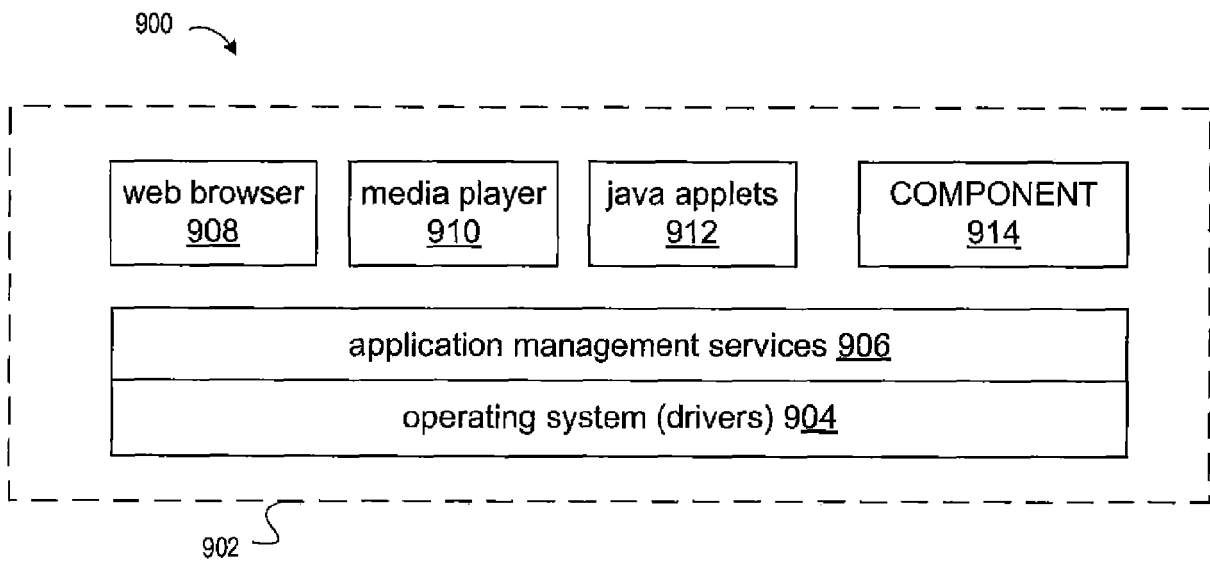 900
web browser
908
media player
910
java applets
912
COMPONENT
914
application management services 906
operating system (drivers) 904
902